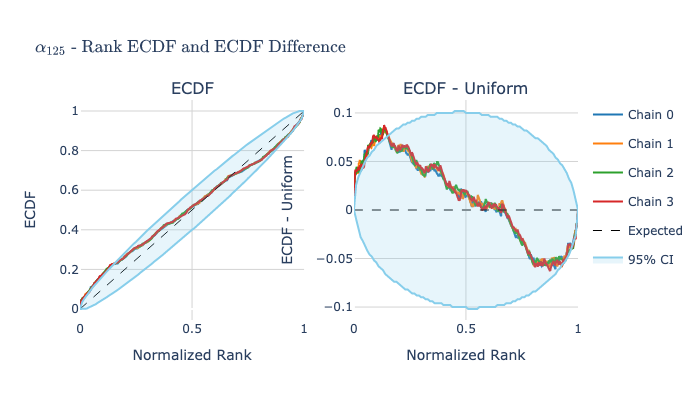 α₁₂₅ - Rank ECDF and ECDF Difference
ECDF
ECDF - Uniform
1
0.8
0.6
0.4
0.2
0
0
0.5
1
ECDF
Normalized Rank
0.1
0.05
0
−0.05
−0.1
0
0.5
1
ECDF - Uniform
Normalized Rank
Chain 0
Chain 1
Chain 2
Chain 3
Expected
95% CI